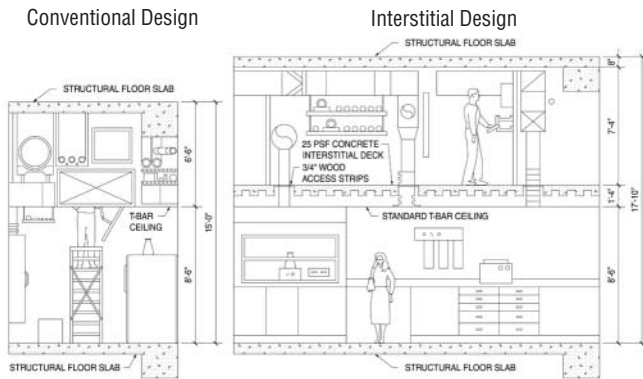 Conventional Design
STRUCTURAL FLOOR SLAB
6'-6"
T-BAR
CEILING
15'-0"
8'-6"
STRUCTURAL FLOOR SLAB
Interstitial Design
STRUCTURAL FLOOR SLAB
8"
7'-4"
25 PSF CONCRETE
INTERSTITIAL DECK
3/4" WOOD
ACCESS STRIPS
1'-4"
STANDARD T-BAR CEILING
17'-10"
8'-6"
STRUCTURAL FLOOR SLAB